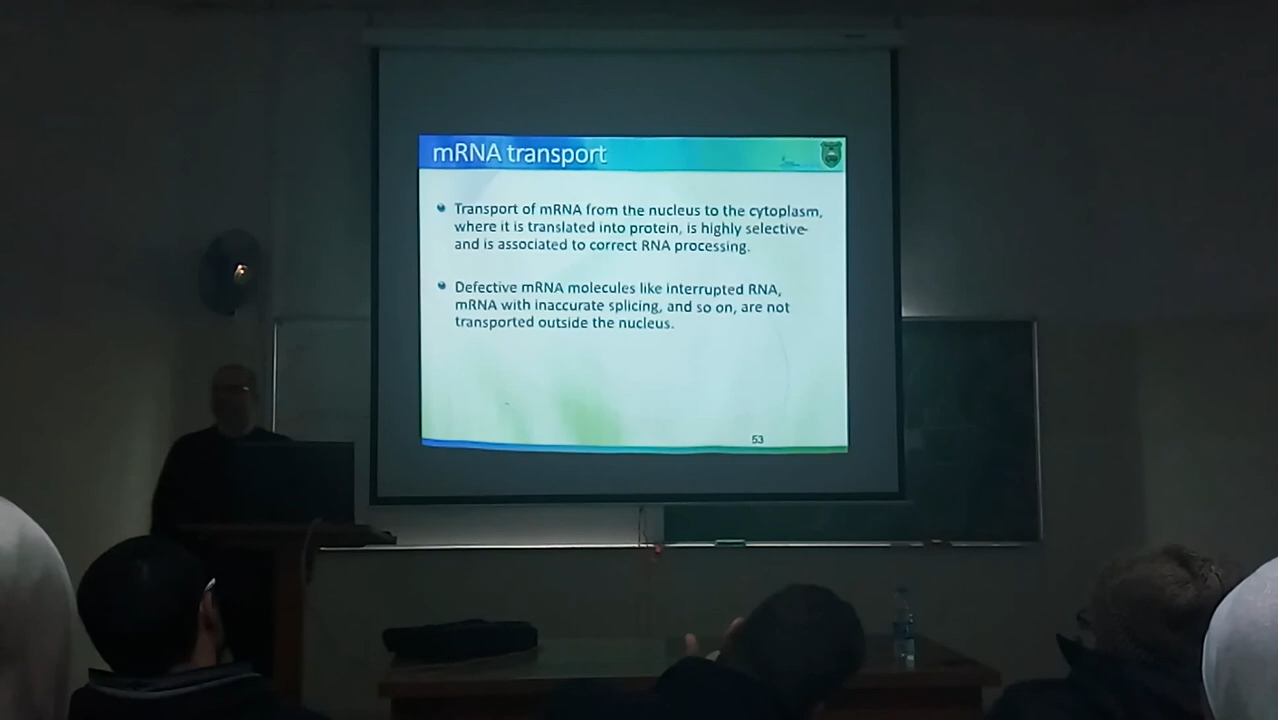 mRNA transport
Transport of mRNA from the nucleus to the cytoplasm,
where it is translated into protein, is highly selective
and is associated to correct RNA processing.
Defective mRNA molecules like interrupted RNA,
mRNA with inaccurate splicing, and so on, are not
transported outside the nucleus.
53